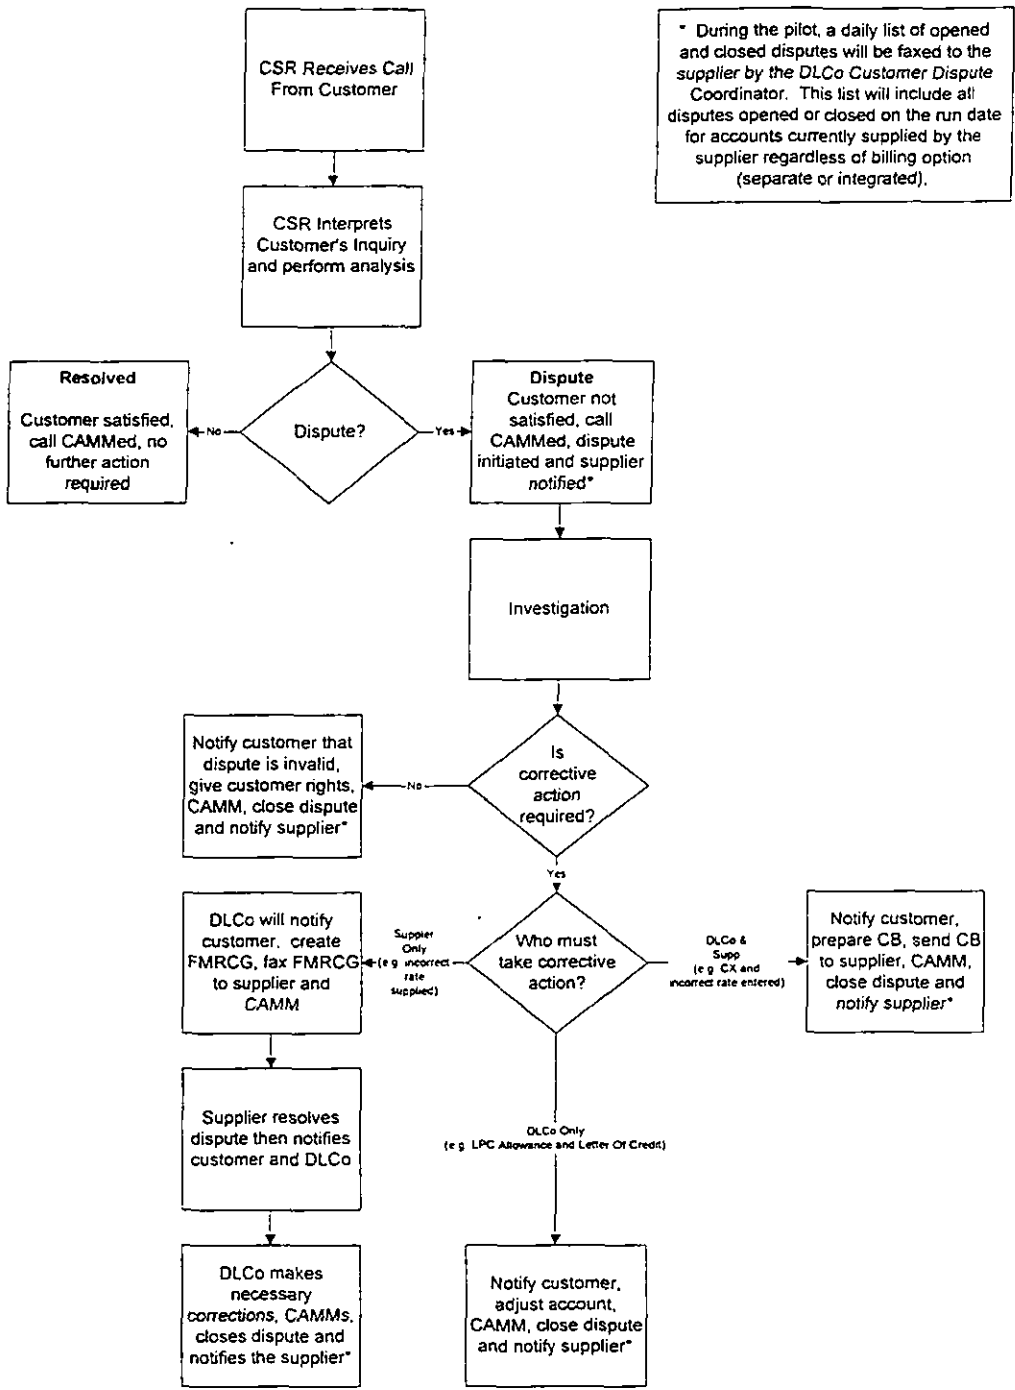 CSR Receives Call
From Customer
* During the pilot, a daily list of opened
and closed disputes will be faxed to the
supplier by the DLCo Customer Dispute
Coordinator. This list will include all
disputes opened or closed on the run date
for accounts currently supplied by the
supplier regardless of billing option
(separate or integrated).
CSR Interprets
Customer's Inquiry
and perform analysis
Resolved
Customer satisfied,
call CAMMed, no
further action
required
No
Dispute?
Yes
Dispute
Customer not
satisfied, call
CAMMed, dispute
initiated and supplier
notified*
Investigation
Notify customer that
dispute is invalid,
give customer rights,
CAMM, close dispute
and notify supplier*
No
Is
corrective
action
required?
Yes
DLCo will notify
customer, create
FMRCG, fax FMRCG
to supplier and
CAMM
Supplier
Only
(e.g. incorrect
rate
supplied)
Who must
take corrective
action?
DLCo &
Supp
(e.g. CX and
incorrect rate entered)
Notify customer,
prepare CB, send CB
to supplier, CAMM,
close dispute and
notify supplier*
Supplier resolves
dispute then notifies
customer and DLCo
DLCo Only
(e.g. LPC Allowance and Letter Of Credit)
DLCo makes
necessary
corrections, CAMMs,
closes dispute and
notifies the supplier*
Notify customer,
adjust account,
CAMM, close dispute
and notify supplier*